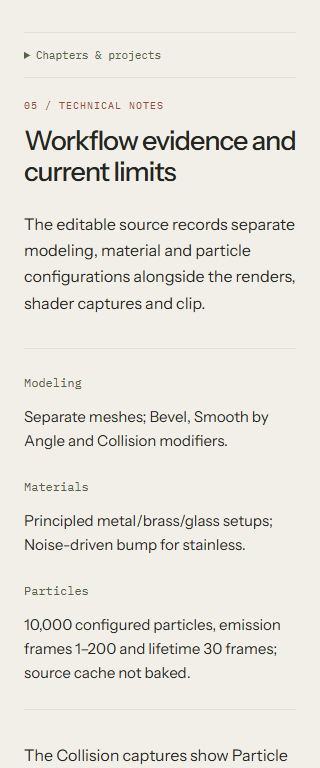 ▶ Chapters & projects
05 / TECHNICAL NOTES
Workflow evidence and
current limits
The editable source records separate
modeling, material and particle
configurations alongside the renders,
shader captures and clip.
Modeling
Separate meshes; Bevel, Smooth by
Angle and Collision modifiers.
Materials
Principled metal/brass/glass setups;
Noise-driven bump for stainless.
Particles
10,000 configured particles, emission
frames 1–200 and lifetime 30 frames;
source cache not baked.
The Collision captures show Particle